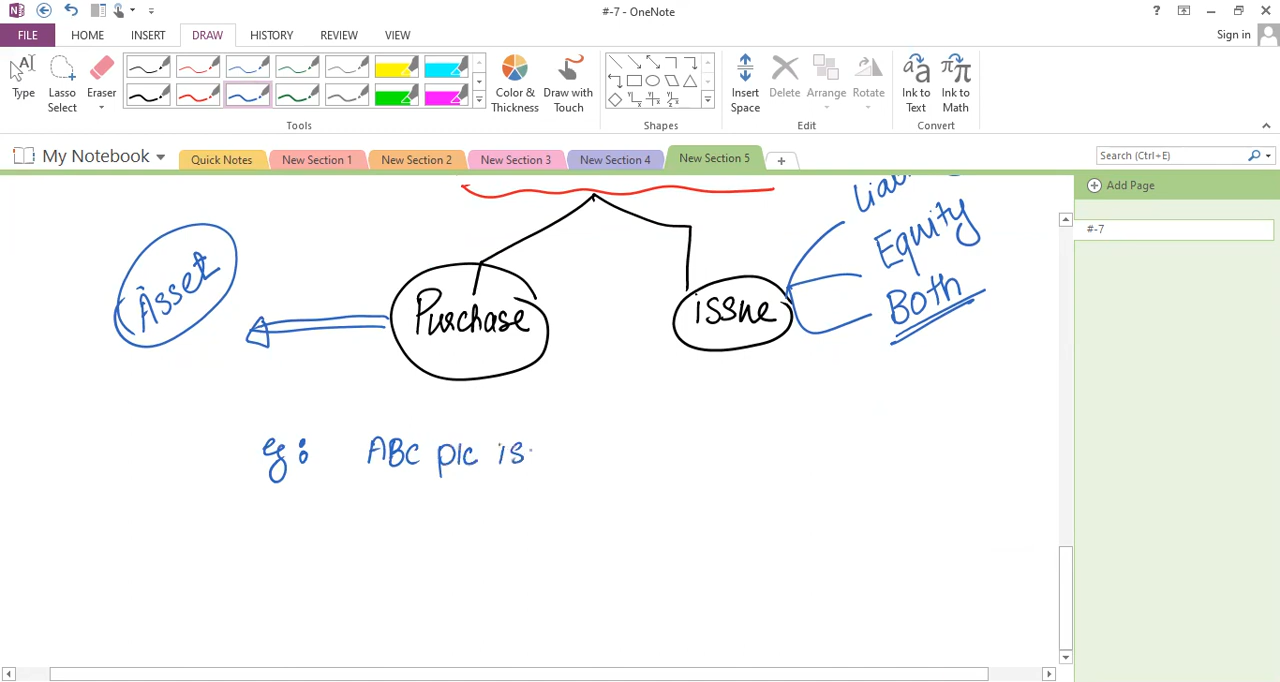 #-7 - OneNote
? Sign in
FILE HOME INSERT DRAW HISTORY REVIEW VIEW
Type Lasso Select Eraser Color & Thickness Draw with Touch Insert Space Delete Arrange Rotate Ink to Text Ink to Math
Tools Shapes Edit Convert
My Notebook Quick Notes New Section 1 New Section 2 New Section 3 New Section 4 New Section 5 Search (Ctrl+E)
Add Page
#-7
Equity
Asset
Both
Purchase
issue
eg: ABC plc is